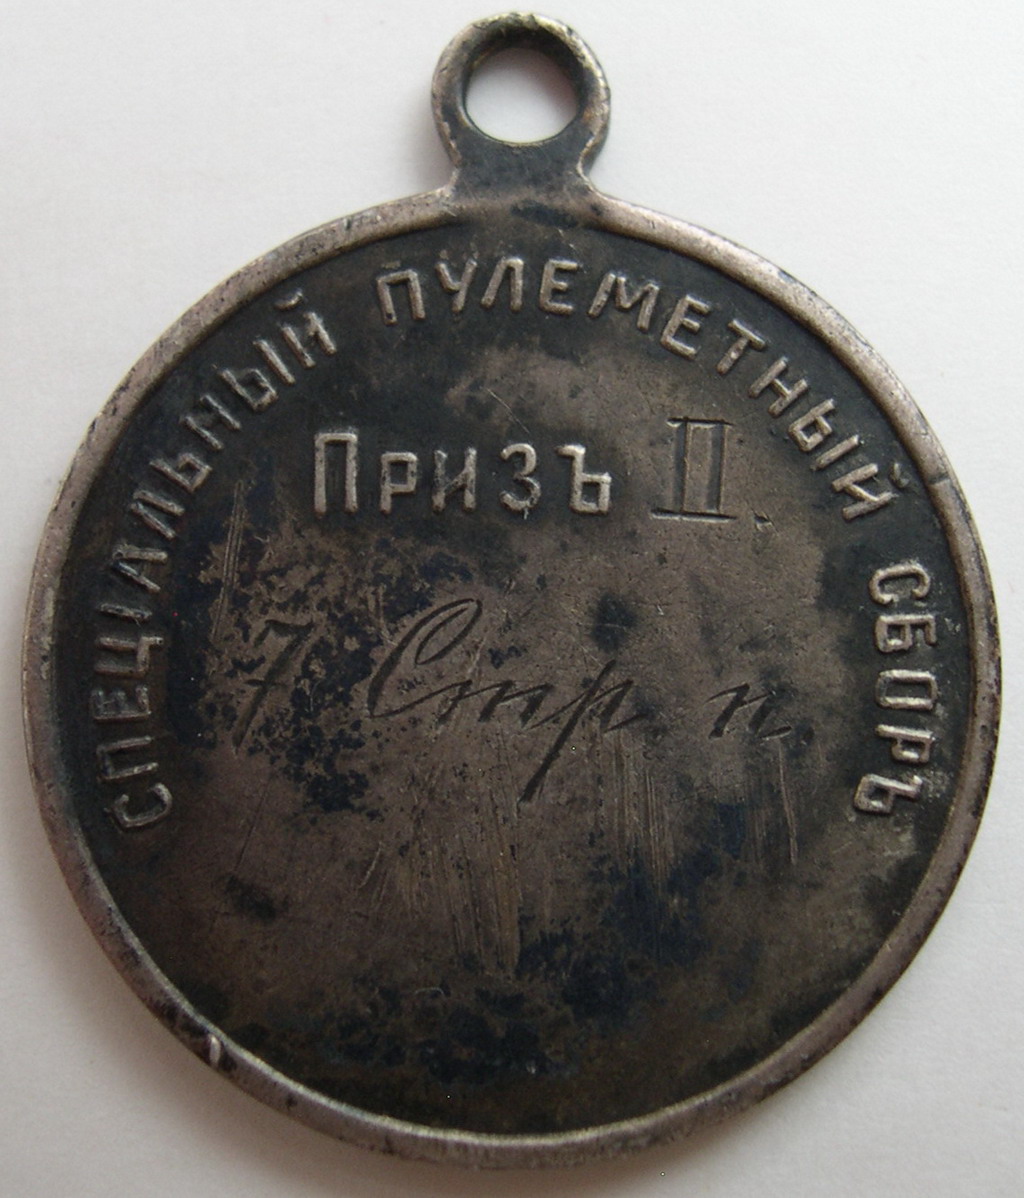 СПЕЦІАЛЬНЫЙ ПУЛЕМЕТНЫЙ СБОРЪ
ПРИЗЪ II.
7 Стр. п.